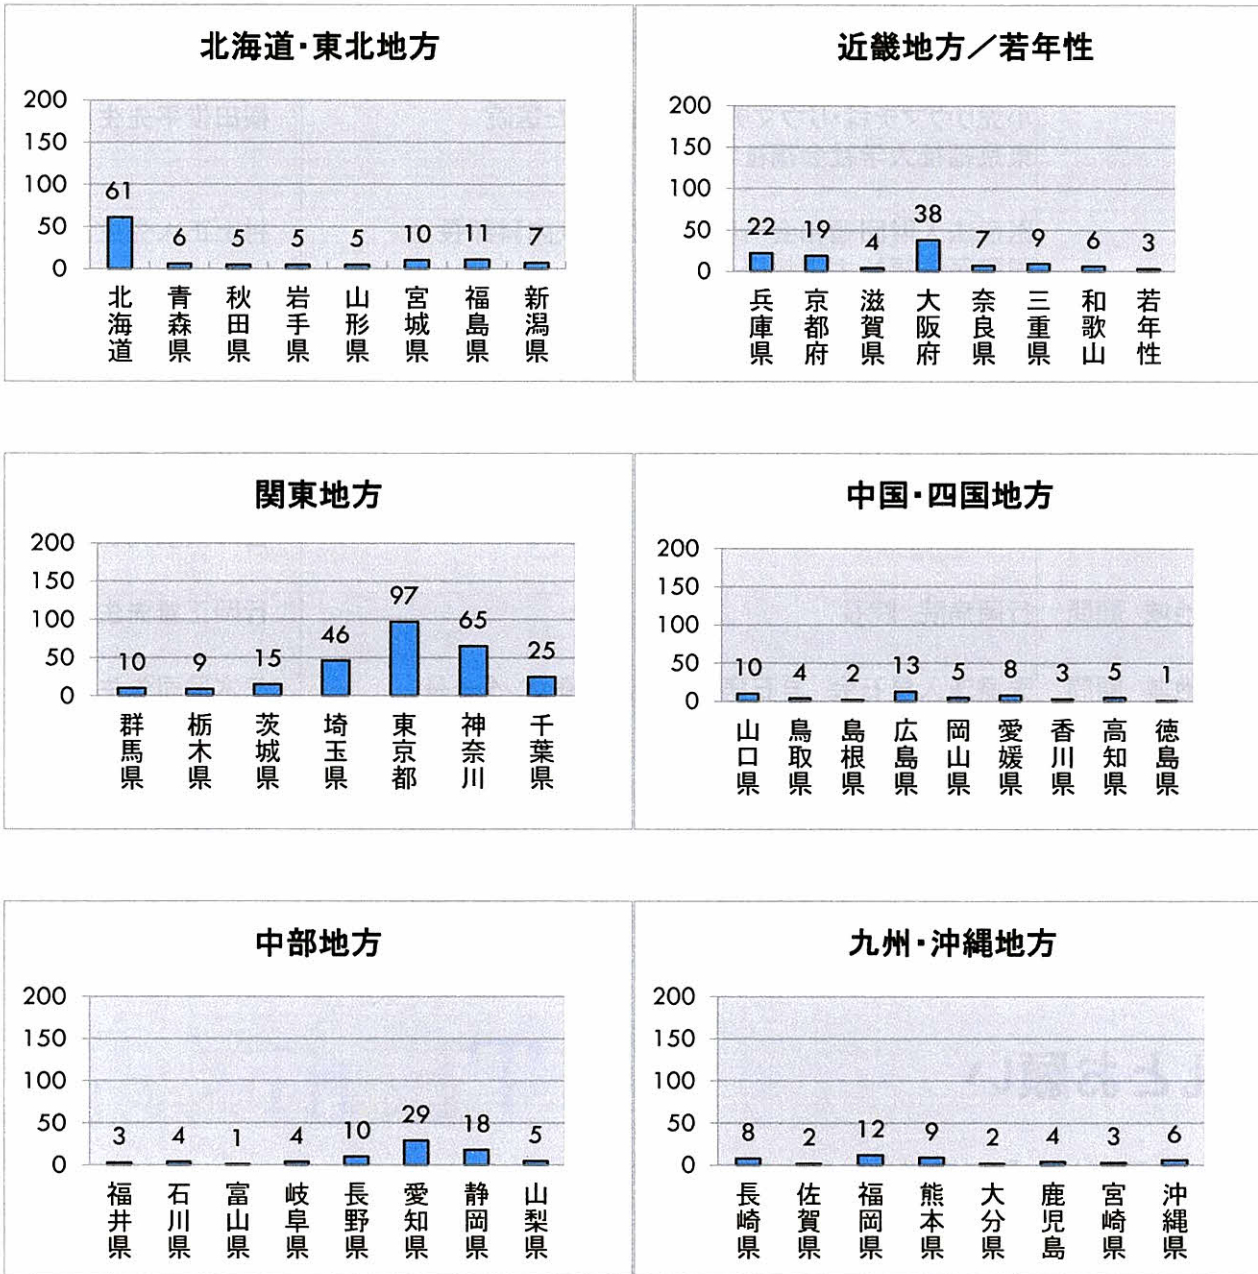 北海道・東北地方
200
150
100
50
0
61
6
5
5
5
10
11
7
北海道
青森県
秋田県
岩手県
山形県
宮城県
福島県
新潟県
近畿地方／若年性
200
150
100
50
0
22
19
4
38
7
9
6
3
兵庫県
京都府
滋賀県
大阪府
奈良県
三重県
和歌山
若年性
関東地方
200
150
100
50
0
10
9
15
46
97
65
25
群馬県
栃木県
茨城県
埼玉県
東京都
神奈川
千葉県
中国・四国地方
200
150
100
50
0
10
4
2
13
5
8
3
5
1
山口県
鳥取県
島根県
広島県
岡山県
愛媛県
香川県
高知県
徳島県
中部地方
200
150
100
50
0
3
4
1
4
10
29
18
5
福井県
石川県
富山県
岐阜県
長野県
愛知県
静岡県
山梨県
九州・沖縄地方
200
150
100
50
0
8
2
12
9
2
4
3
6
長崎県
佐賀県
福岡県
熊本県
大分県
鹿児島
宮崎県
沖縄県